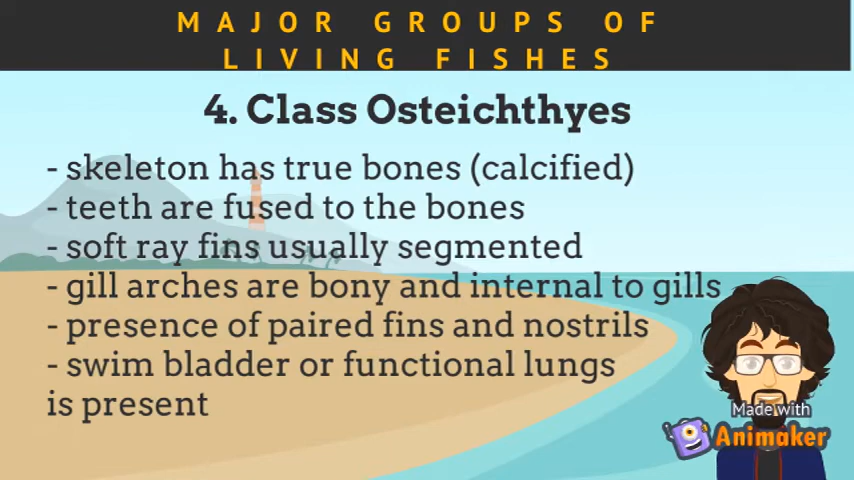 MAJOR GROUPS OF
LIVING FISHES
4. Class Osteichthyes
- skeleton has true bones (calcified)
- teeth are fused to the bones
- soft ray fins usually segmented
- gill arches are bony and internal to gills
- presence of paired fins and nostrils
- swim bladder or functional lungs
is present
Made with
Animaker